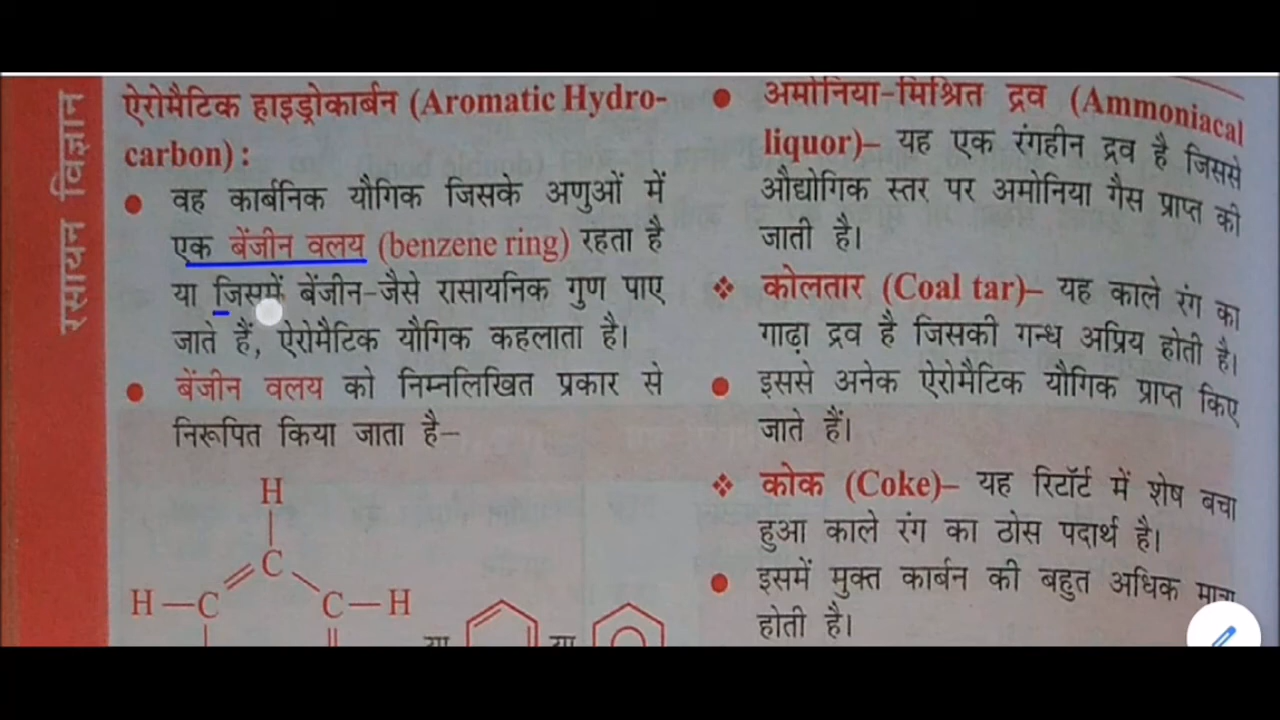 रसायन विज्ञान
ऐरोमैटिक हाइड्रोकार्बन (Aromatic Hydro-
carbon) :
● वह कार्बनिक यौगिक जिसके अणुओं में
एक बेंजीन वलय (benzene ring) रहता है
या जिसमें बेंजीन-जैसे रासायनिक गुण पाए
जाते हैं, ऐरोमैटिक यौगिक कहलाता है।
● बेंजीन वलय को निम्नलिखित प्रकार से
निरूपित किया जाता है–
H
C
H—C C—H
या या
● अमोनिया-मिश्रित द्रव (Ammoniacal
liquor)– यह एक रंगहीन द्रव है जिससे
औद्योगिक स्तर पर अमोनिया गैस प्राप्त की
जाती है।
❖ कोलतार (Coal tar)– यह काले रंग का
गाढ़ा द्रव है जिसकी गन्ध अप्रिय होती है।
● इससे अनेक ऐरोमैटिक यौगिक प्राप्त किए
जाते हैं।
❖ कोक (Coke)– यह रिटॉर्ट में शेष बचा
हुआ काले रंग का ठोस पदार्थ है।
● इसमें मुक्त कार्बन की बहुत अधिक मात्रा
होती है।